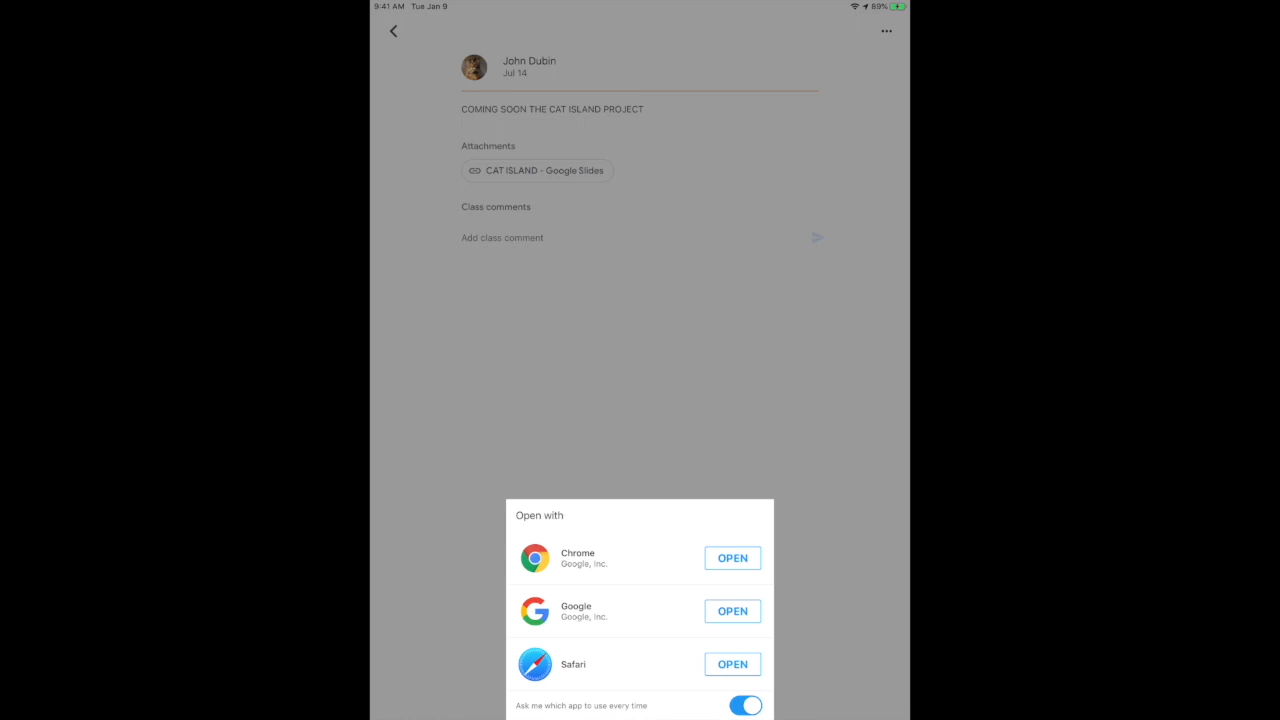 9:41 AM Tue Jan 9
89%
John Dubin
Jul 14
COMING SOON THE CAT ISLAND PROJECT
Attachments
CAT ISLAND - Google Slides
Class comments
Add class comment
Open with
Chrome
Google, Inc.
OPEN
Google
Google, Inc.
OPEN
Safari
OPEN
Ask me which app to use every time